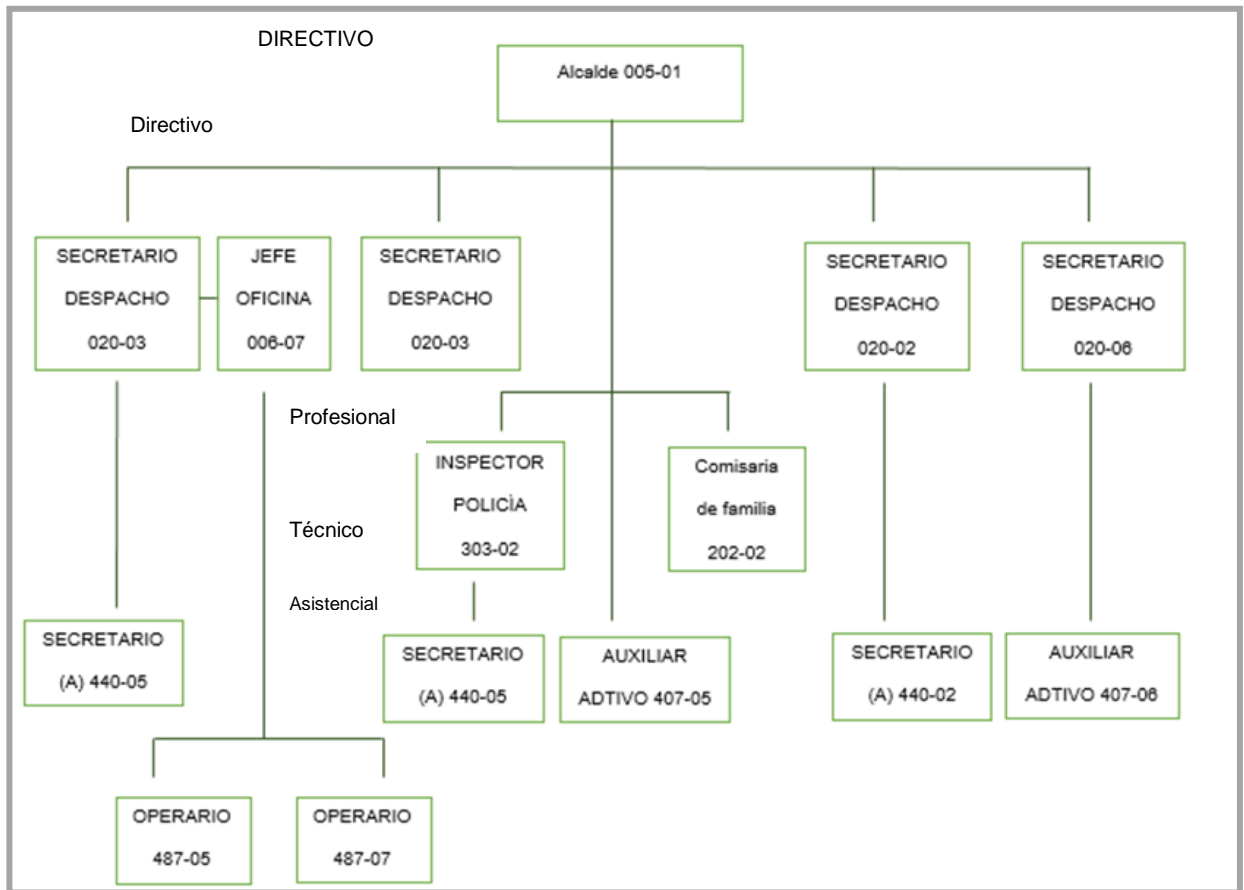 DIRECTIVO
Alcalde 005-01
Directivo
SECRETARIO
DESPACHO
020-03
JEFE
OFICINA
006-07
SECRETARIO
DESPACHO
020-03
SECRETARIO
DESPACHO
020-02
SECRETARIO
DESPACHO
020-06
Profesional
INSPECTOR
POLICÌA
303-02
Comisaria
de familia
202-02
Técnico
Asistencial
SECRETARIO
(A) 440-05
SECRETARIO
(A) 440-05
AUXILIAR
ADTIVO 407-05
SECRETARIO
(A) 440-02
AUXILIAR
ADTIVO 407-06
OPERARIO
487-05
OPERARIO
487-07